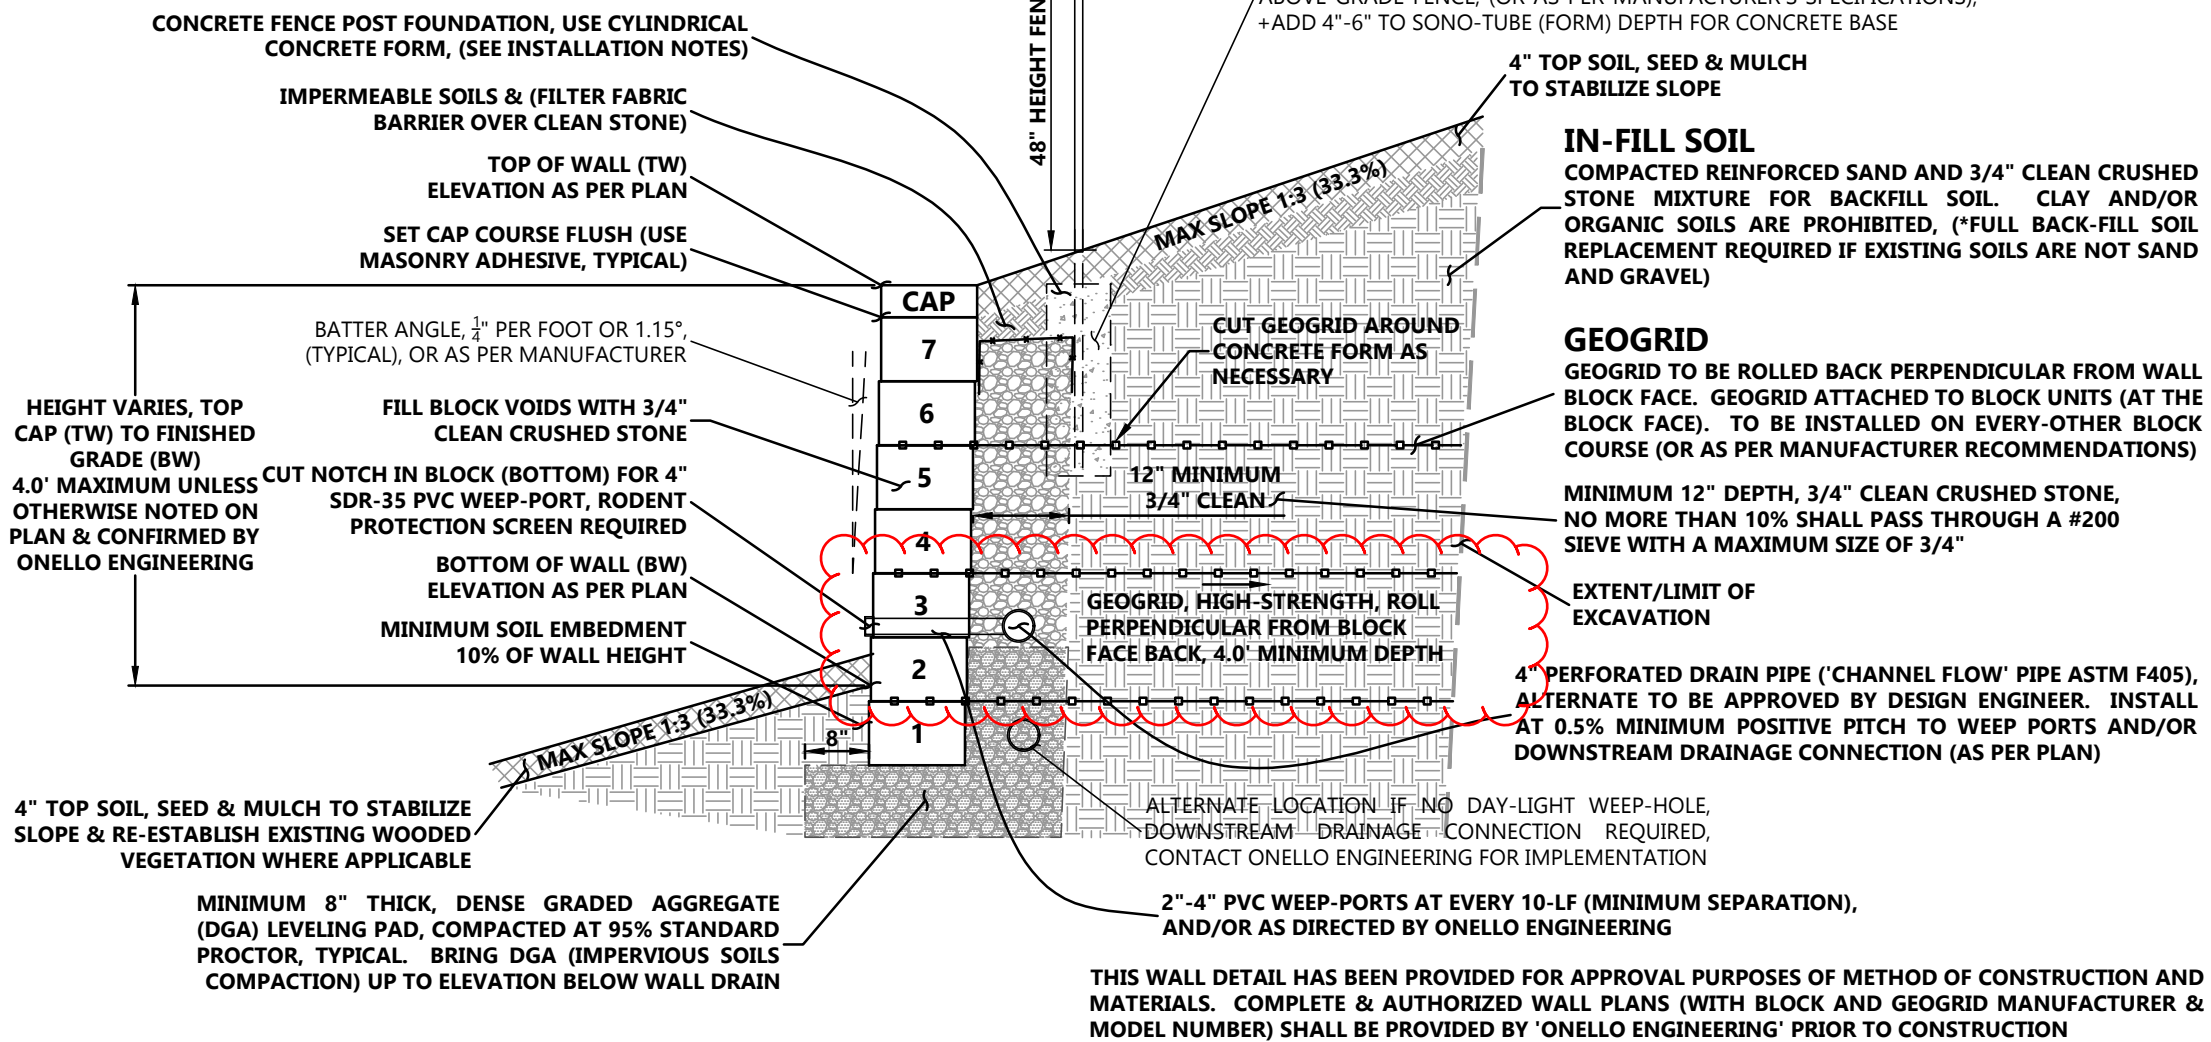 CONCRETE FENCE POST FOUNDATION, USE CYLINDRICAL
CONCRETE FORM, (SEE INSTALLATION NOTES)
IMPERMEABLE SOILS & (FILTER FABRIC
BARRIER OVER CLEAN STONE)
TOP OF WALL (TW)
ELEVATION AS PER PLAN
SET CAP COURSE FLUSH (USE
MASONRY ADHESIVE, TYPICAL)
BATTER ANGLE, 1/4" PER FOOT OR 1.15°,
(TYPICAL), OR AS PER MANUFACTURER
HEIGHT VARIES, TOP
CAP (TW) TO FINISHED
GRADE (BW)
4.0' MAXIMUM UNLESS
OTHERWISE NOTED ON
PLAN & CONFIRMED BY
ONELLO ENGINEERING
FILL BLOCK VOIDS WITH 3/4"
CLEAN CRUSHED STONE
CUT NOTCH IN BLOCK (BOTTOM) FOR 4"
SDR-35 PVC WEEP-PORT, RODENT
PROTECTION SCREEN REQUIRED
BOTTOM OF WALL (BW)
ELEVATION AS PER PLAN
MINIMUM SOIL EMBEDMENT
10% OF WALL HEIGHT
MAX SLOPE 1:3 (33.3%)
8"
4" TOP SOIL, SEED & MULCH TO STABILIZE
SLOPE & RE-ESTABLISH EXISTING WOODED
VEGETATION WHERE APPLICABLE
MINIMUM 8" THICK, DENSE GRADED AGGREGATE
(DGA) LEVELING PAD, COMPACTED AT 95% STANDARD
PROCTOR, TYPICAL. BRING DGA (IMPERVIOUS SOILS
COMPACTION) UP TO ELEVATION BELOW WALL DRAIN
CAP
7
6
5
4
3
2
1
48" HEIGHT FEN
ABOVE GRADE FENCE, (OR AS PER MANUFACTURER'S SPECIFICATIONS),
+ADD 4"-6" TO SONO-TUBE (FORM) DEPTH FOR CONCRETE BASE
4" TOP SOIL, SEED & MULCH
TO STABILIZE SLOPE
MAX SLOPE 1:3 (33.3%)
IN-FILL SOIL
COMPACTED REINFORCED SAND AND 3/4" CLEAN CRUSHED
STONE MIXTURE FOR BACKFILL SOIL. CLAY AND/OR
ORGANIC SOILS ARE PROHIBITED, (*FULL BACK-FILL SOIL
REPLACEMENT REQUIRED IF EXISTING SOILS ARE NOT SAND
AND GRAVEL)
CUT GEOGRID AROUND
CONCRETE FORM AS
NECESSARY
GEOGRID
GEOGRID TO BE ROLLED BACK PERPENDICULAR FROM WALL
BLOCK FACE. GEOGRID ATTACHED TO BLOCK UNITS (AT THE
BLOCK FACE). TO BE INSTALLED ON EVERY-OTHER BLOCK
COURSE (OR AS PER MANUFACTURER RECOMMENDATIONS)
12" MINIMUM
3/4" CLEAN
MINIMUM 12" DEPTH, 3/4" CLEAN CRUSHED STONE,
NO MORE THAN 10% SHALL PASS THROUGH A #200
SIEVE WITH A MAXIMUM SIZE OF 3/4"
EXTENT/LIMIT OF
EXCAVATION
GEOGRID, HIGH-STRENGTH, ROLL
PERPENDICULAR FROM BLOCK
FACE BACK, 4.0' MINIMUM DEPTH
4" PERFORATED DRAIN PIPE ('CHANNEL FLOW' PIPE ASTM F405),
ALTERNATE TO BE APPROVED BY DESIGN ENGINEER. INSTALL
AT 0.5% MINIMUM POSITIVE PITCH TO WEEP PORTS AND/OR
DOWNSTREAM DRAINAGE CONNECTION (AS PER PLAN)
ALTERNATE LOCATION IF NO DAY-LIGHT WEEP-HOLE,
DOWNSTREAM DRAINAGE CONNECTION REQUIRED,
CONTACT ONELLO ENGINEERING FOR IMPLEMENTATION
2"-4" PVC WEEP-PORTS AT EVERY 10-LF (MINIMUM SEPARATION),
AND/OR AS DIRECTED BY ONELLO ENGINEERING
THIS WALL DETAIL HAS BEEN PROVIDED FOR APPROVAL PURPOSES OF METHOD OF CONSTRUCTION AND
MATERIALS. COMPLETE & AUTHORIZED WALL PLANS (WITH BLOCK AND GEOGRID MANUFACTURER &
MODEL NUMBER) SHALL BE PROVIDED BY 'ONELLO ENGINEERING' PRIOR TO CONSTRUCTION